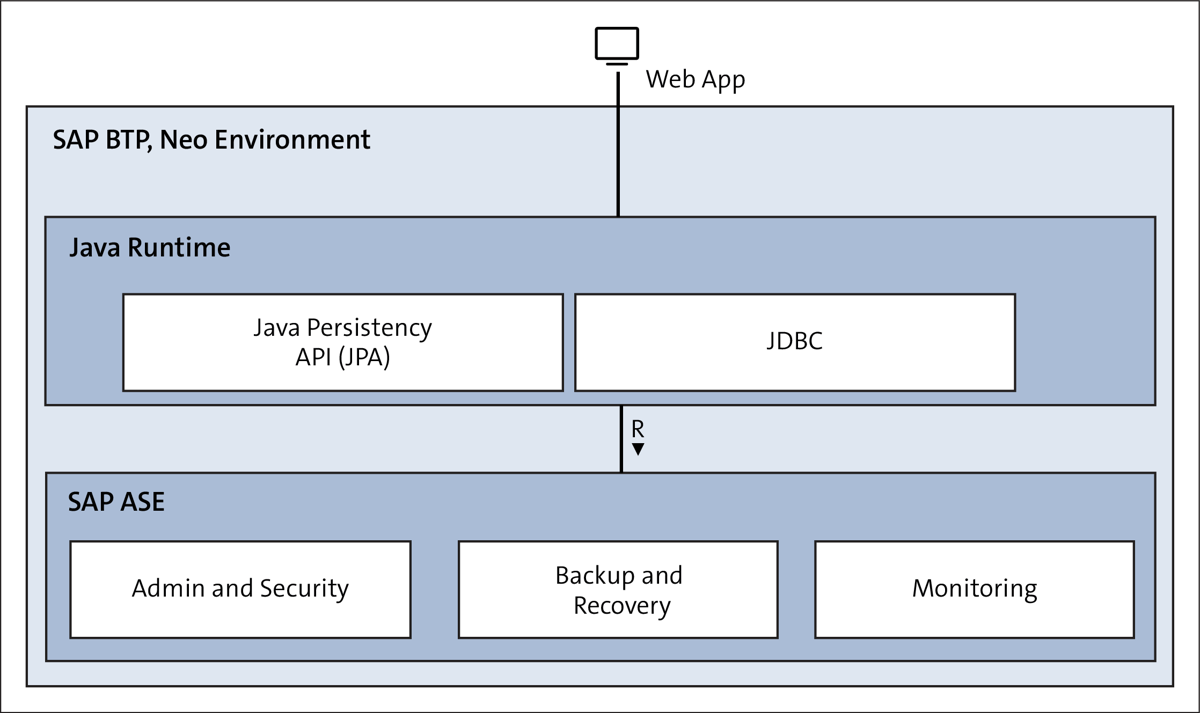 Web App
SAP BTP, Neo Environment
Java Runtime
Java Persistency
API (JPA)
JDBC
R
SAP ASE
Admin and Security
Backup and
Recovery
Monitoring